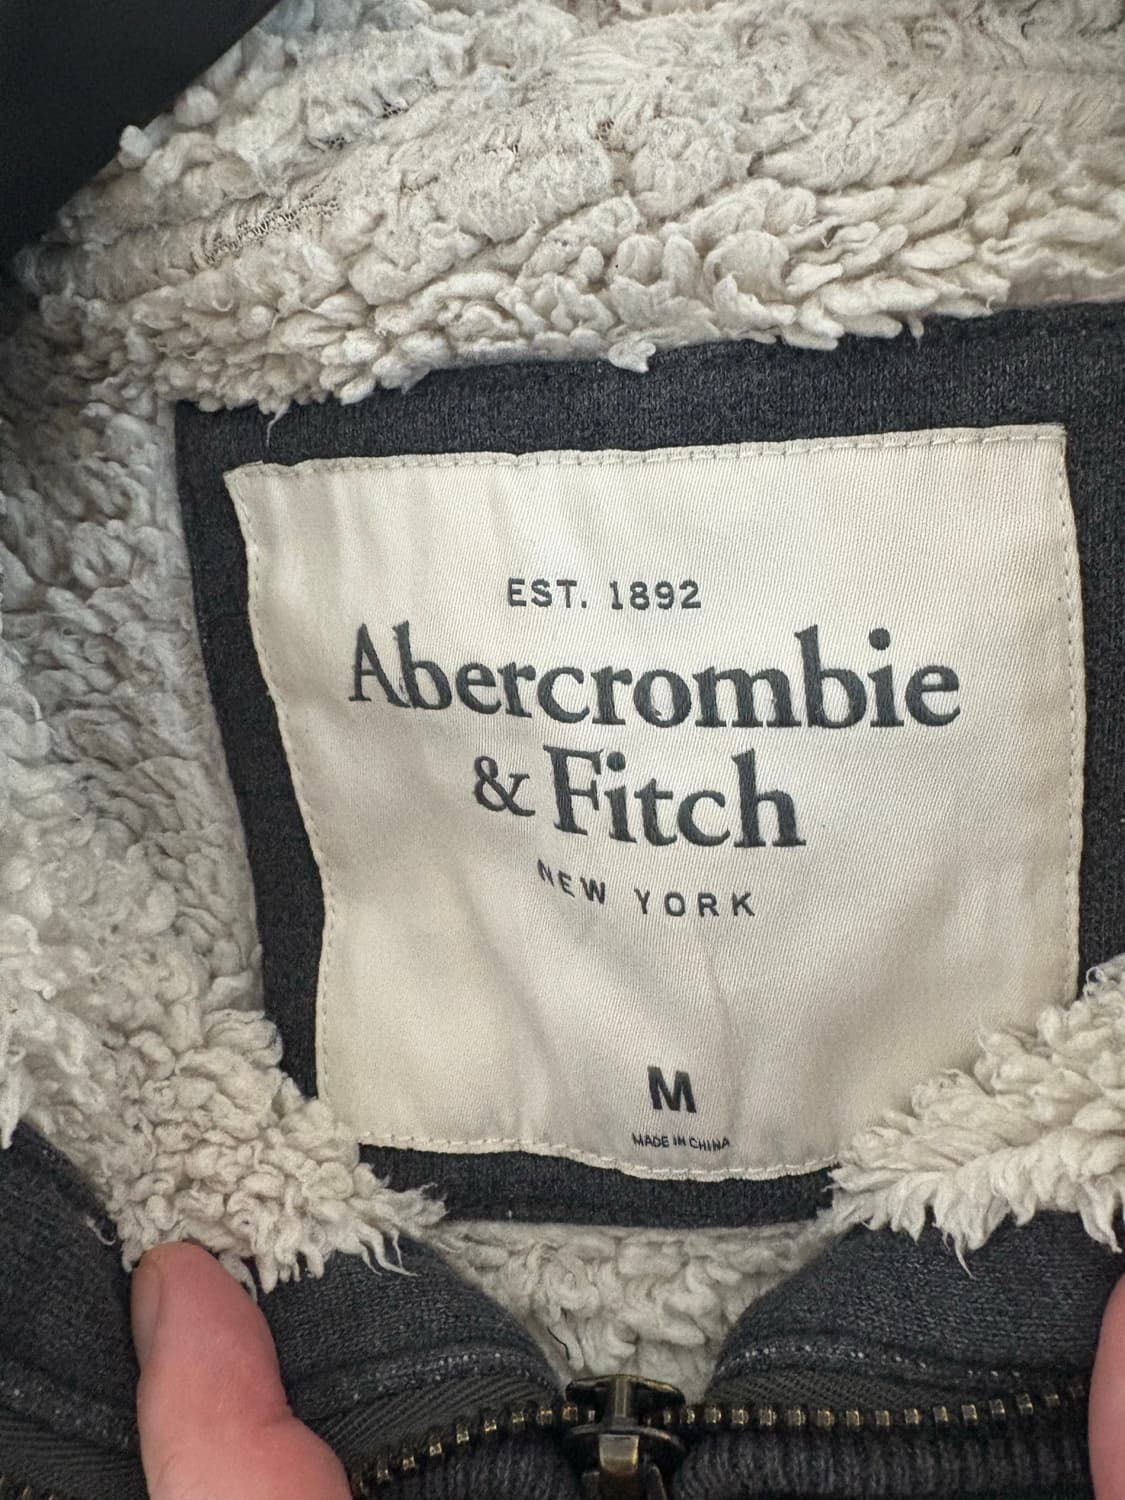 EST. 1892
Abercrombie
& Fitch
NEW YORK
M
MADE IN CHINA